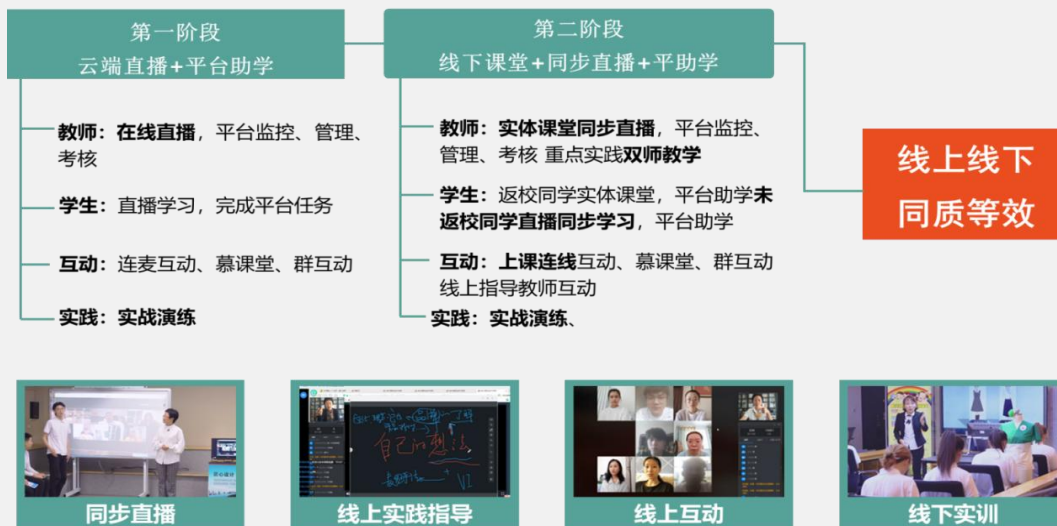 第一阶段
云端直播+平台助学
教师：在线直播，平台监控、管理、
考核
学生：直播学习，完成平台任务
互动：连麦互动、慕课堂、群互动
实践：实战演练
第二阶段
线下课堂+同步直播+平助学
教师：实体课堂同步直播，平台监控、
管理、考核 重点实践双师教学
学生：返校同学实体课堂，平台助学未
返校同学直播同步学习，平台助学
互动：上课连线互动、慕课堂、群互动
线上指导教师互动
实践：实战演练、
线上线下
同质等效
自己的想法
VI
同步直播
线上实践指导
线上互动
线下实训